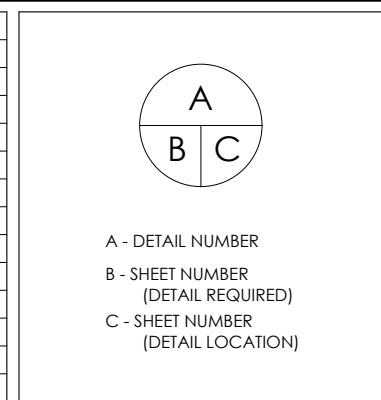 A
B C
A - DETAIL NUMBER
B - SHEET NUMBER
(DETAIL REQUIRED)
C - SHEET NUMBER
(DETAIL LOCATION)